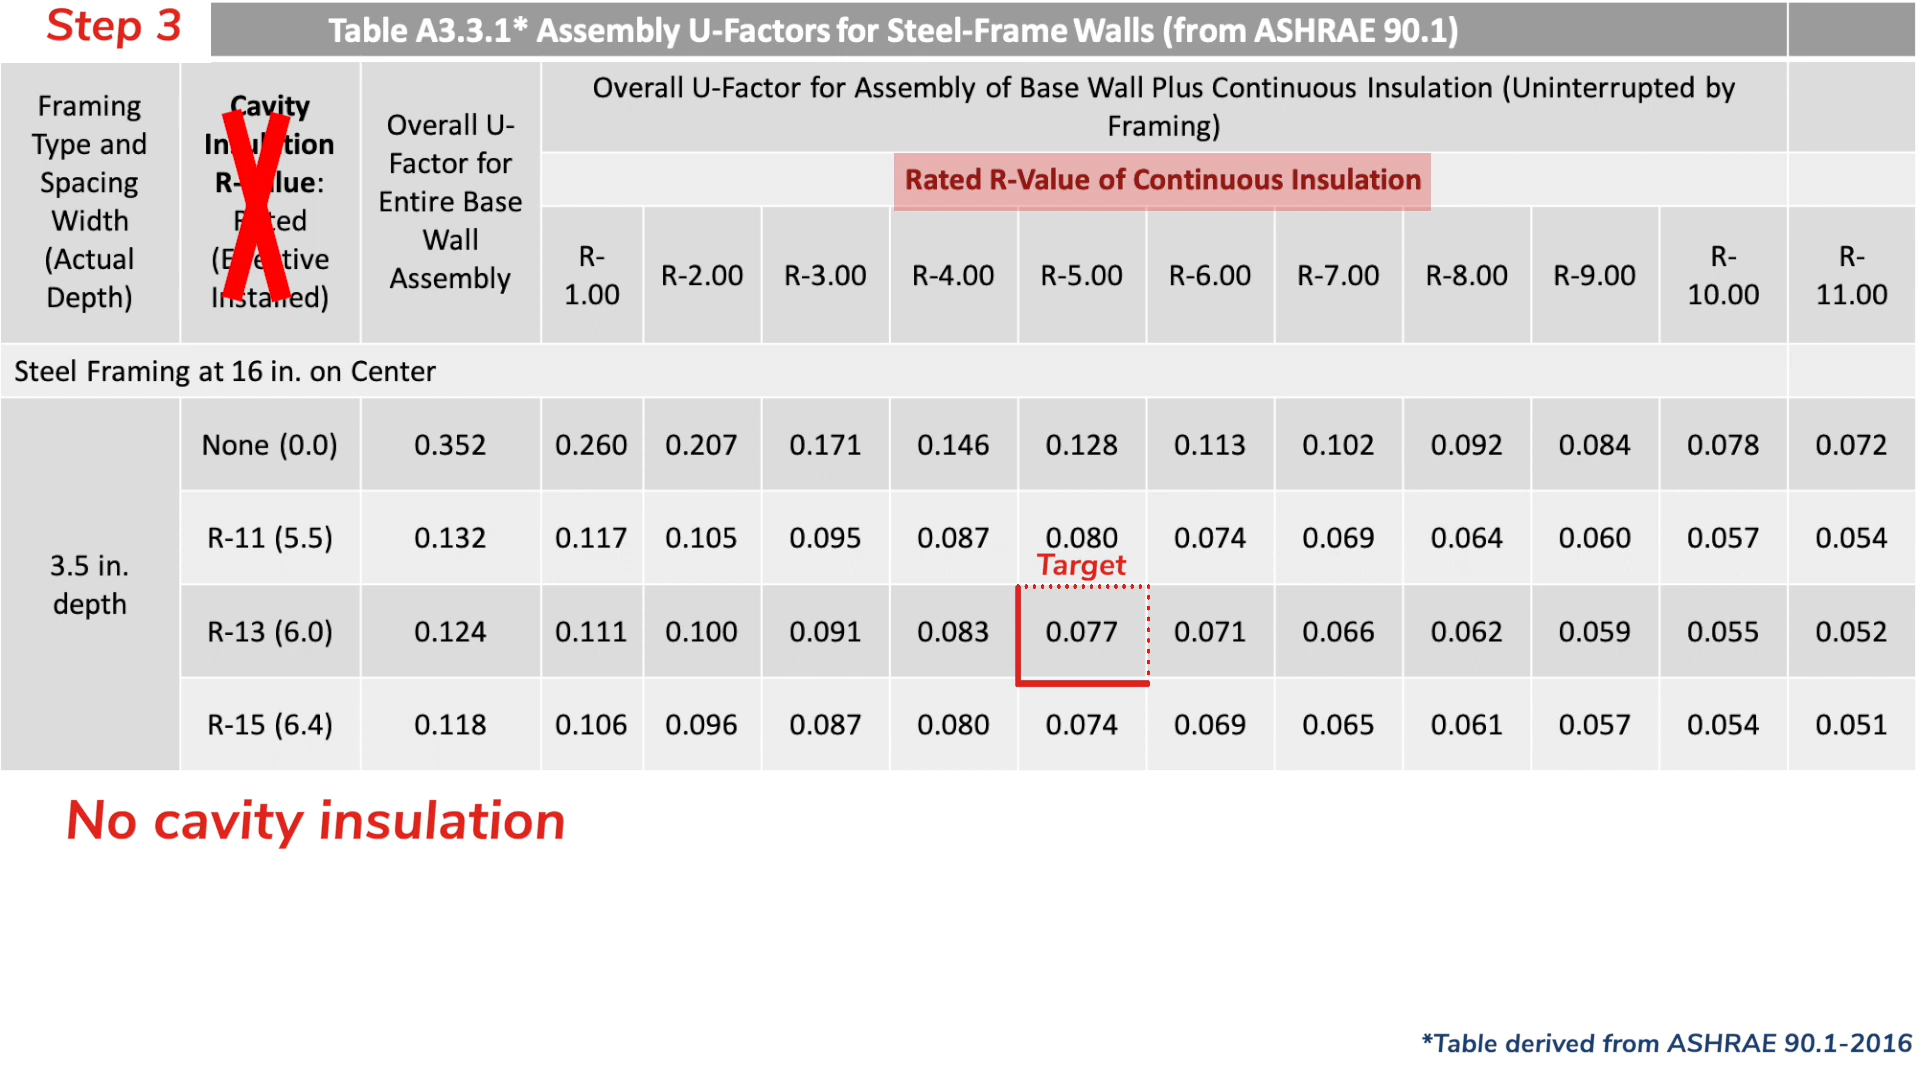 Step 3
Table A3.3.1* Assembly U-Factors for Steel-Frame Walls (from ASHRAE 90.1)
Framing
Type and
Spacing
Width
(Actual
Depth)
Cavity
Insulation
R-Value:
Rated
(Effective
Installed)
Overall U-
Factor for
Entire Base
Wall
Assembly
Overall U-Factor for Assembly of Base Wall Plus Continuous Insulation (Uninterrupted by
Framing)
Rated R-Value of Continuous Insulation
R-
1.00
R-2.00
R-3.00
R-4.00
R-5.00
R-6.00
R-7.00
R-8.00
R-9.00
R-
10.00
R-
11.00
Steel Framing at 16 in. on Center
3.5 in.
depth
None (0.0) 0.352 0.260 0.207 0.171 0.146 0.128 0.113 0.102 0.092 0.084 0.078 0.072
R-11 (5.5) 0.132 0.117 0.105 0.095 0.087 0.080 0.074 0.069 0.064 0.060 0.057 0.054
Target
R-13 (6.0) 0.124 0.111 0.100 0.091 0.083 0.077 0.071 0.066 0.062 0.059 0.055 0.052
R-15 (6.4) 0.118 0.106 0.096 0.087 0.080 0.074 0.069 0.065 0.061 0.057 0.054 0.051
No cavity insulation
*Table derived from ASHRAE 90.1-2016